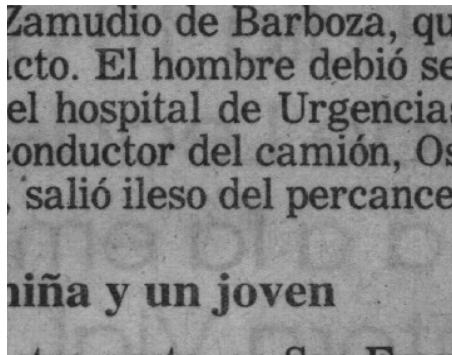 Zamudio de Barboza, qu
acto. El hombre debió se
el hospital de Urgencias
conductor del camión, Os
, salió ileso del percance
niña y un joven